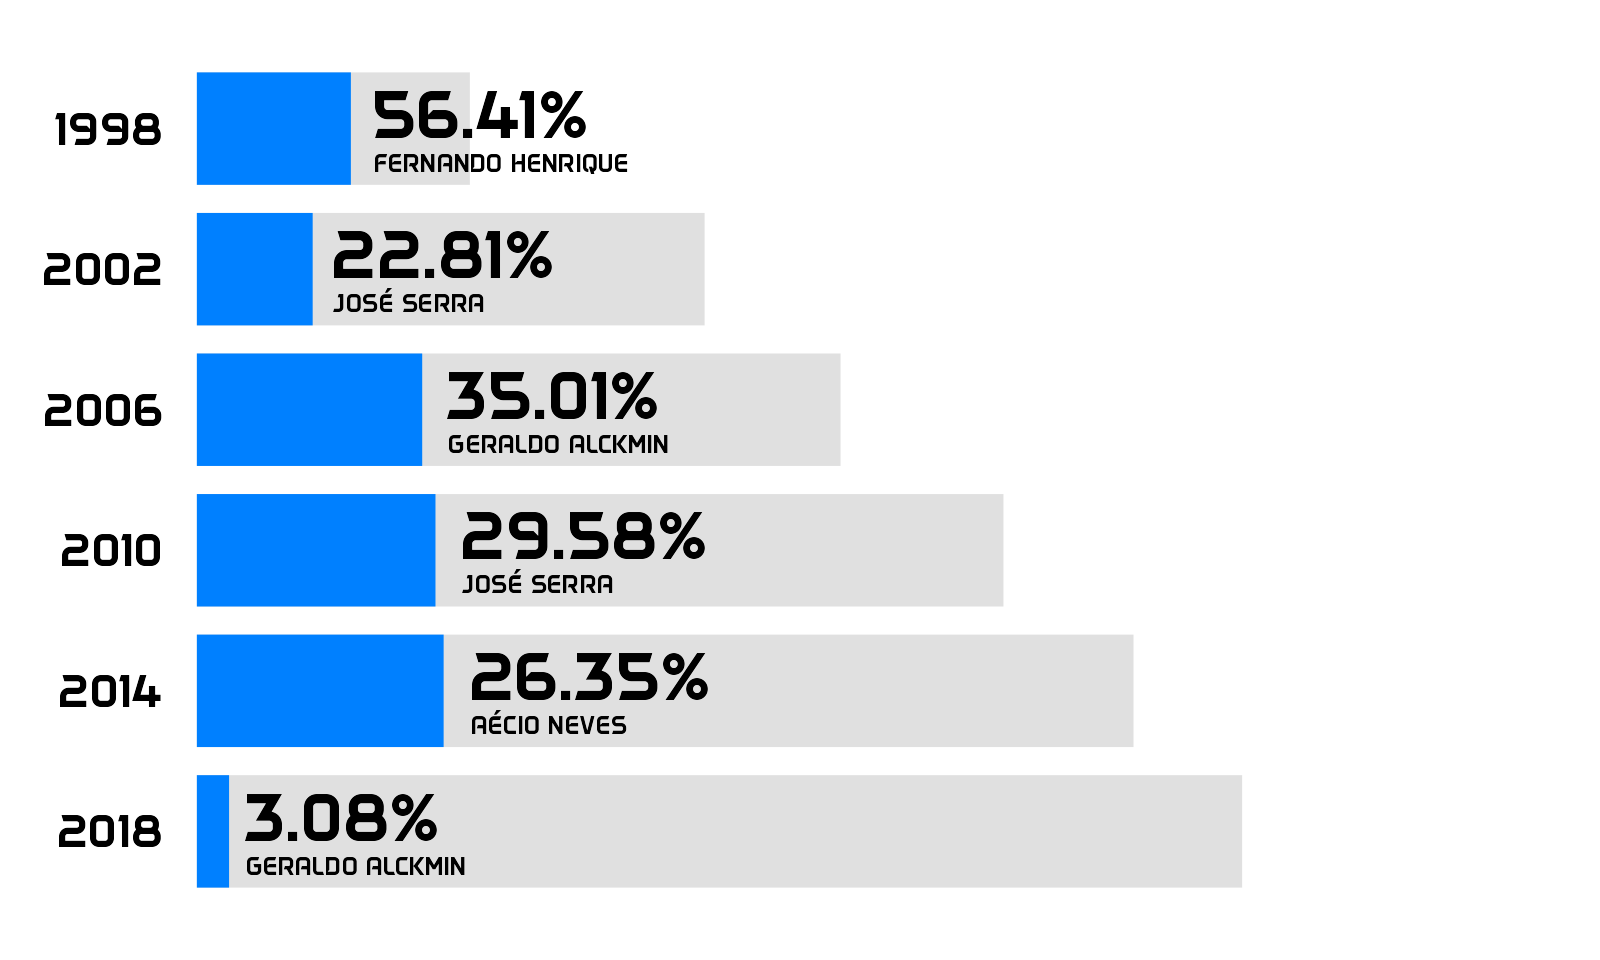 1998
56.41%
FERNANDO HENRIQUE
2002
22.81%
JOSÉ SERRA
2006
35.01%
GERALDO ALCKMIN
2010
29.58%
JOSÉ SERRA
2014
26.35%
AÉCIO NEVES
2018
3.08%
GERALDO ALCKMIN